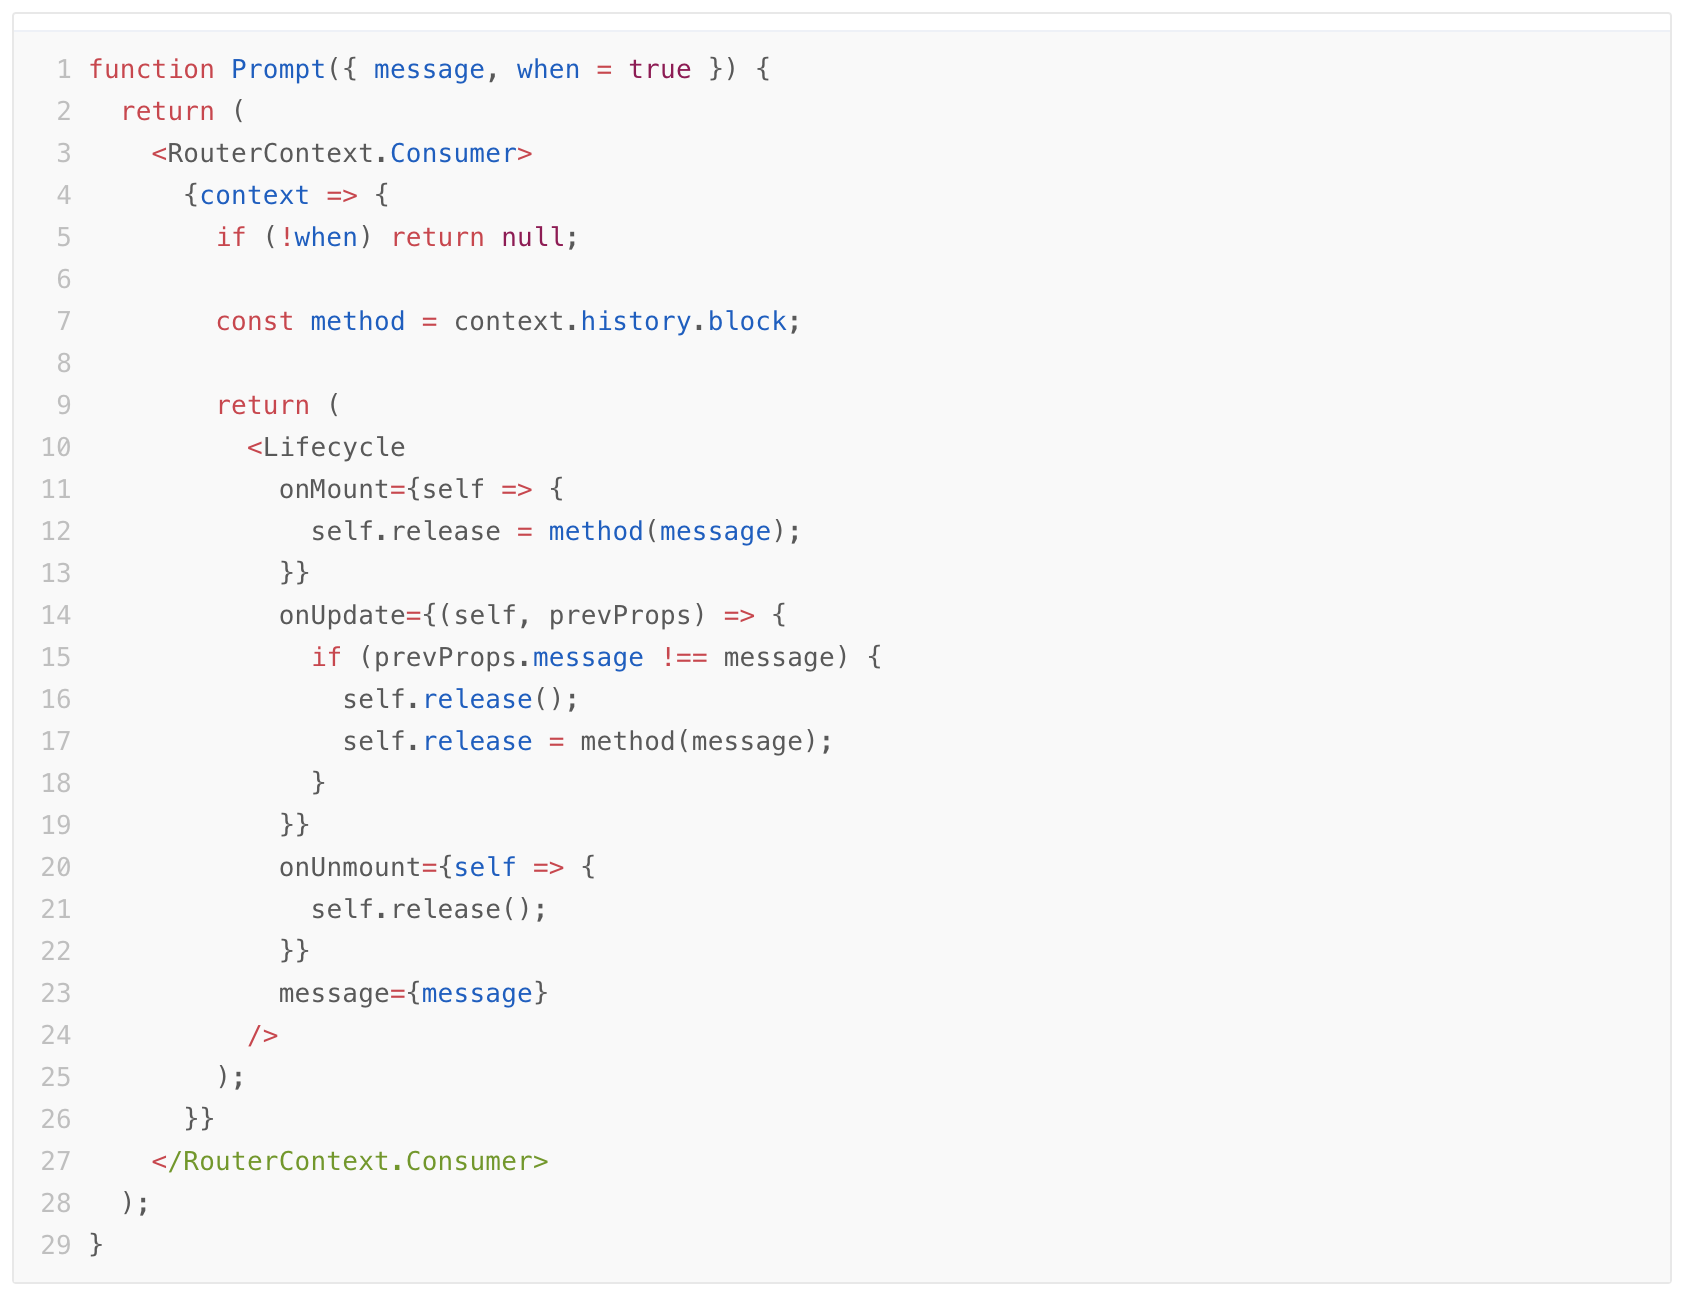 1 function Prompt({ message, when = true }) {
2   return (
3     <RouterContext.Consumer>
4       {context => {
5         if (!when) return null;
6
7         const method = context.history.block;
8
9         return (
10           <Lifecycle
11             onMount={self => {
12               self.release = method(message);
13             }}
14             onUpdate={(self, prevProps) => {
15               if (prevProps.message !== message) {
16                 self.release();
17                 self.release = method(message);
18               }
19             }}
20             onUnmount={self => {
21               self.release();
22             }}
23             message={message}
24           />
25         );
26       }}
27     </RouterContext.Consumer>
28   );
29 }